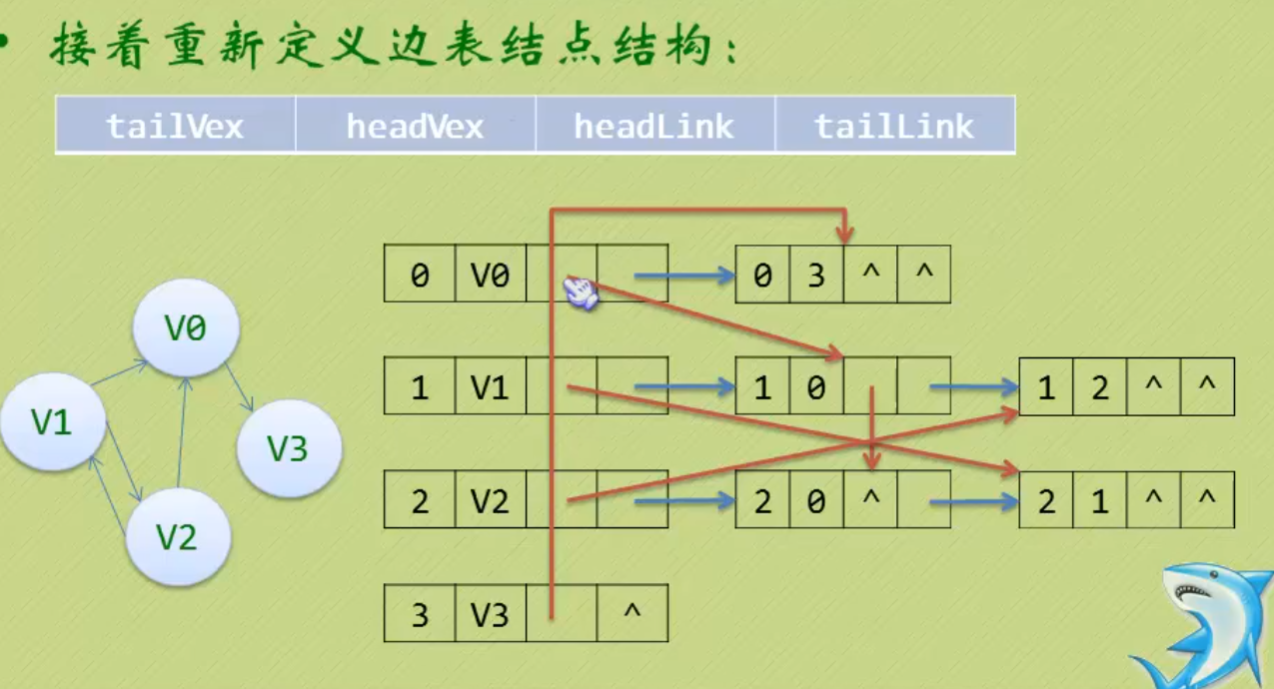 • 接着重新定义边表结点结构：
tailVex headVex headLink tailLink
V0
V1
V3
V2
0 V0 0 3 ^ ^
1 V1 1 0 1 2 ^ ^
2 V2 2 0 ^ 2 1 ^ ^
3 V3 ^